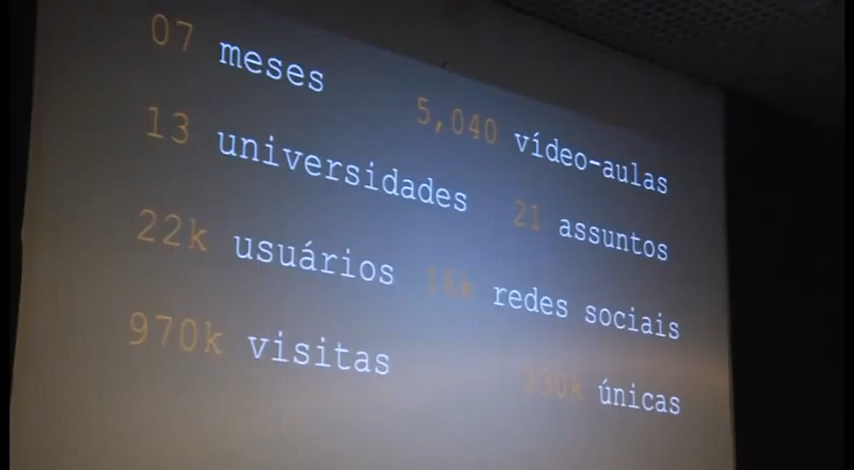 07 meses
5,040 vídeo-aulas
13 universidades
21 assuntos
22k usuários
redes sociais
970k visitas
únicas